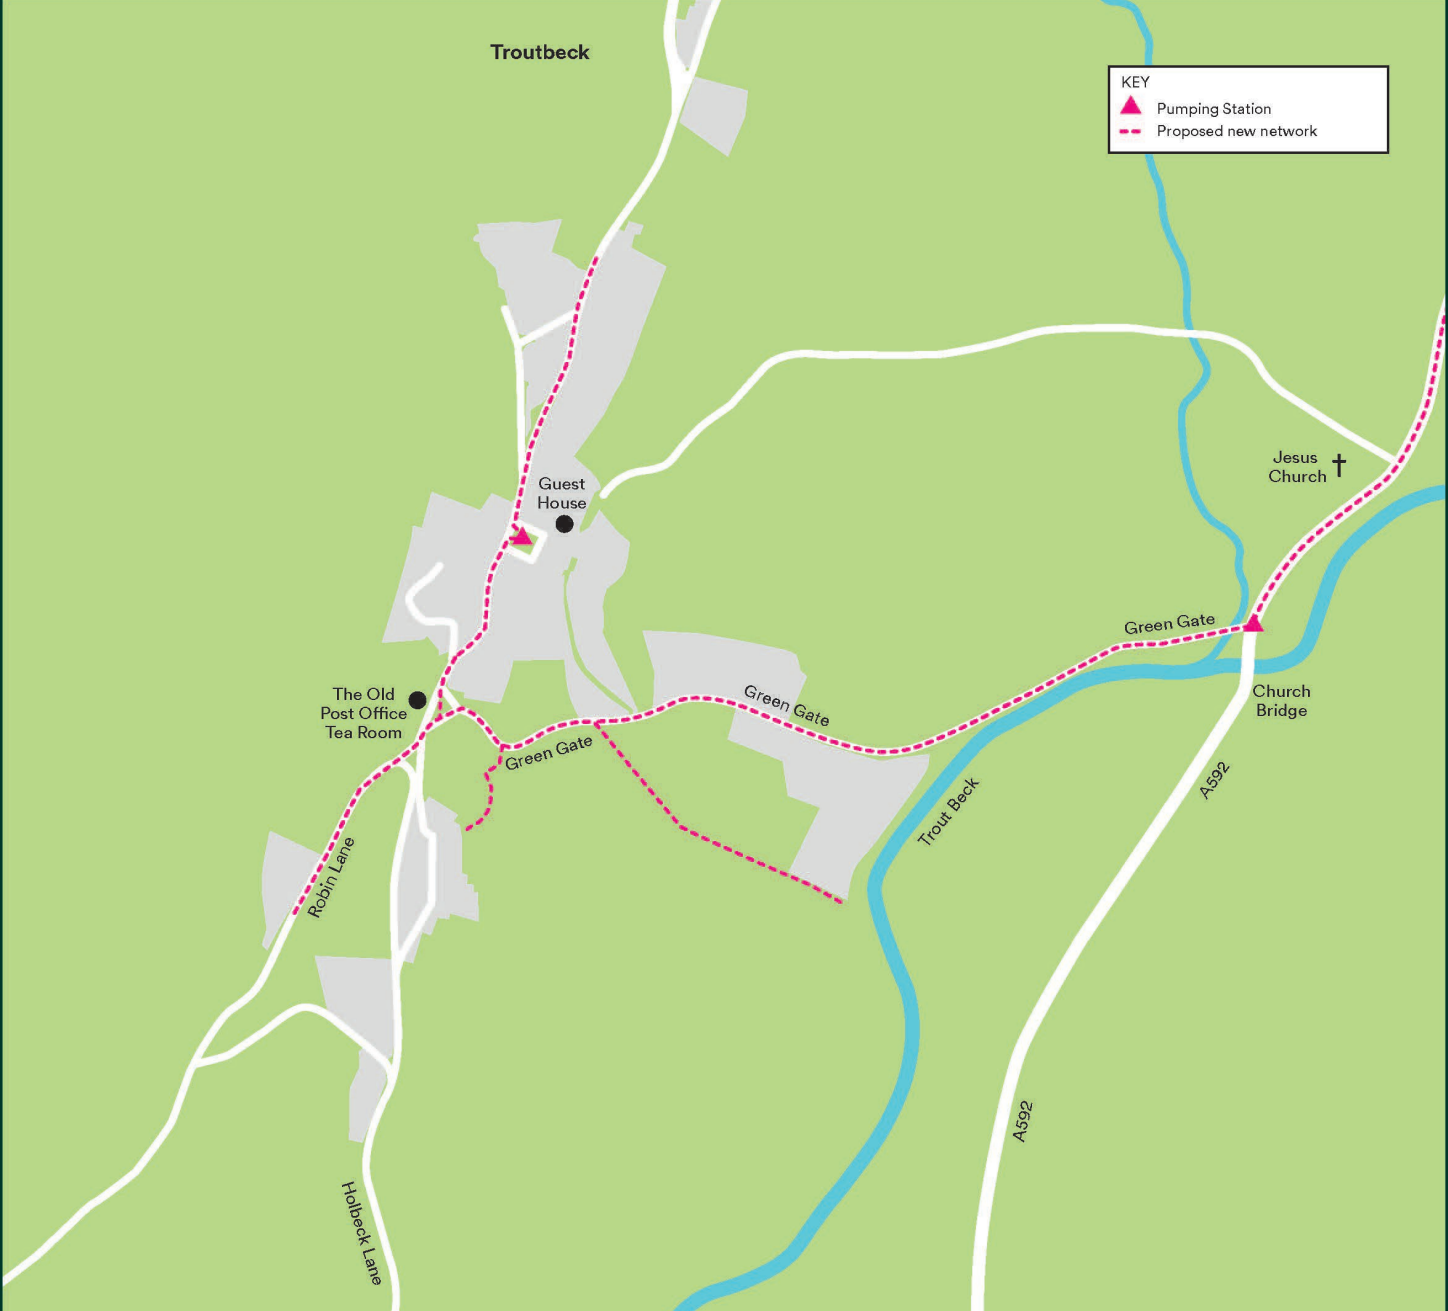 Troutbeck
KEY
Pumping Station
Proposed new network
Jesus
Church
Guest
House
Green Gate
The Old
Post Office
Tea Room
Green Gate
Green Gate
Church
Bridge
A592
Trout Beck
Robin Lane
A592
Holbeck Lane